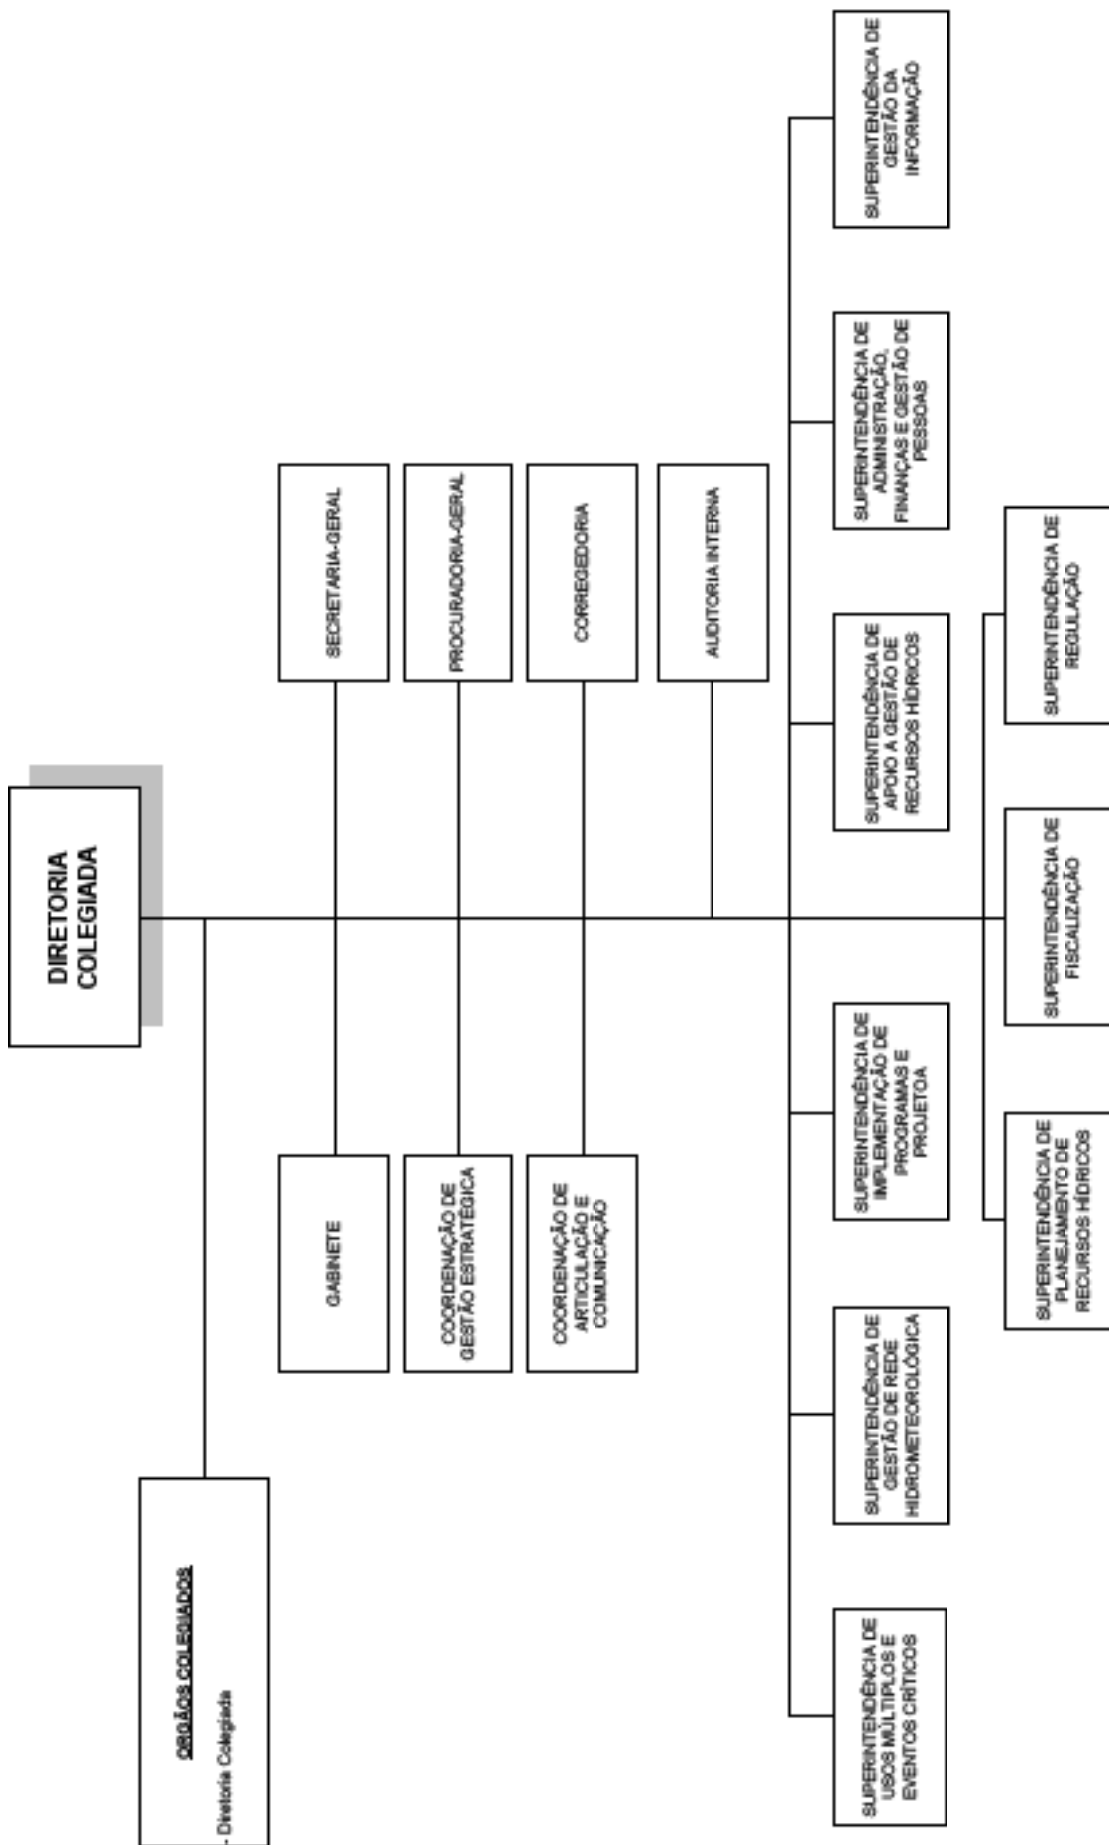 DIRETORIA
COLEGIADA
ORGÃOS COLEGIADOS
- Diretoria Colegiada
GABINETE
SECRETARIA-GERAL
COORDENAÇÃO DE
GESTÃO ESTRATÉGICA
PROCURADORIA-GERAL
COORDENAÇÃO DE
ARTICULAÇÃO E
COMUNICAÇÃO
CORREGEDORIA
AUDITORIA INTERNA
SUPERINTENDÊNCIA DE
USOS MÚLTIPLOS E
EVENTOS CRÍTICOS
SUPERINTENDÊNCIA DE
GESTÃO DE REDE
HIDROMETEOROLÓGICA
SUPERINTENDÊNCIA DE
IMPLEMENTAÇÃO DE
PROGRAMAS E
PROJETOA
SUPERINTENDÊNCIA DE
APOIO A GESTÃO DE
RECURSOS HÍDRICOS
SUPERINTENDÊNCIA DE
ADMINISTRAÇÃO,
FINANÇAS E GESTÃO DE
PESSOAS
SUPERINTENDÊNCIA DE
GESTÃO DA
INFORMAÇÃO
SUPERINTENDÊNCIA DE
PLANEJAMENTO DE
RECURSOS HÍDRICOS
SUPERINTENDÊNCIA DE
FISCALIZAÇÃO
SUPERINTENDÊNCIA DE
REGULAÇÃO